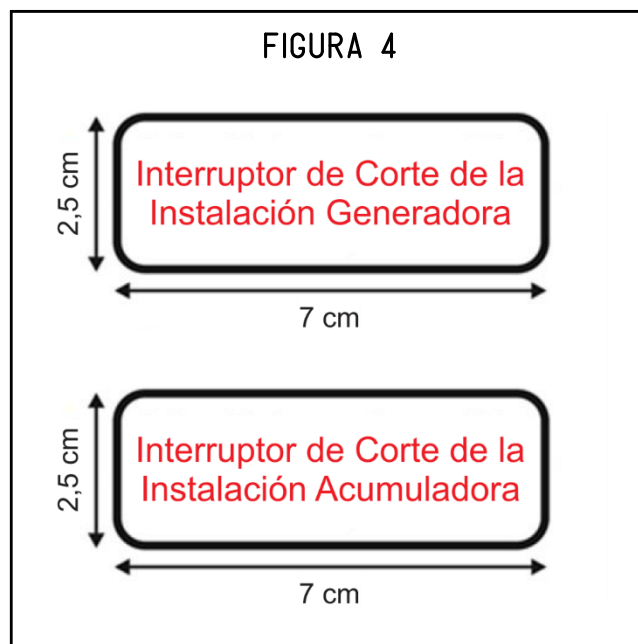 FIGURA 4
2,5 cm
Interruptor de Corte de la
Instalación Generadora
7 cm
2,5 cm
Interruptor de Corte de la
Instalación Acumuladora
7 cm